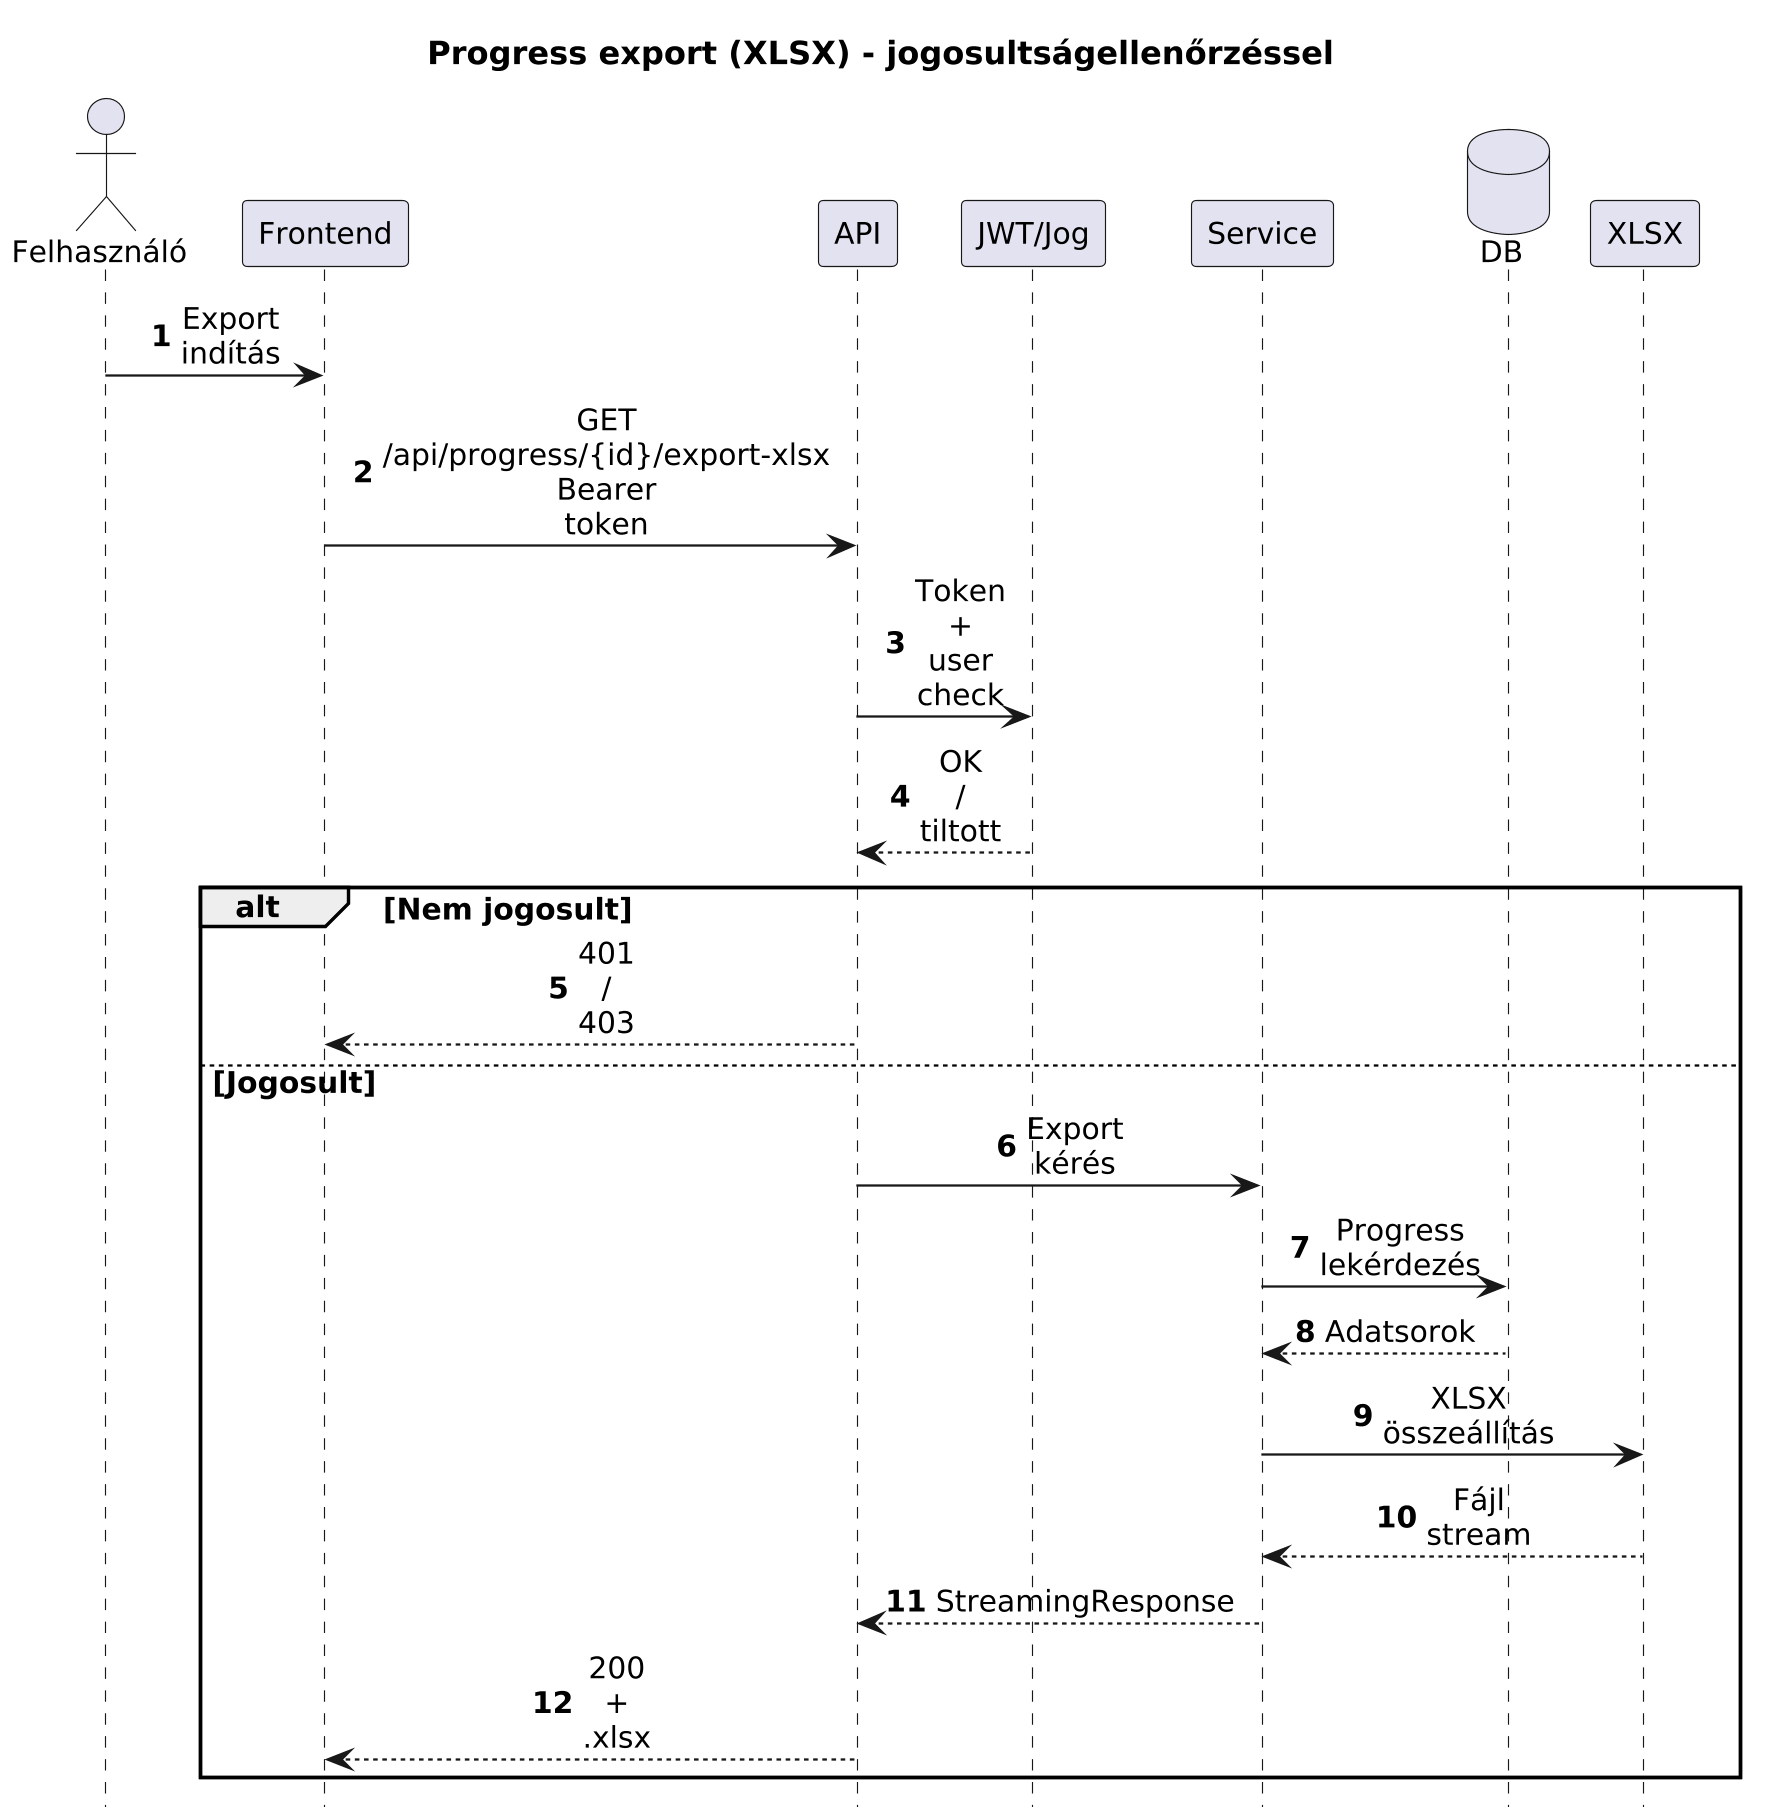 Progress export (XLSX) - jogosultságellenőrzéssel
Felhasználó
Frontend
API
JWT/Jog
Service
DB
XLSX
1 Export
indítás
GET
2 /api/progress/{id}/export-xlsx
Bearer
token
Token
+
3 user
check
OK
4 /
tiltott
alt [Nem jogosult]
401
5 /
403
[Jogosult]
6 Export
kérés
7 Progress
lekérdezés
8 Adatsorok
9 XLSX
összeállítás
10 Fájl
stream
11 StreamingResponse
200
12 +
.xlsx